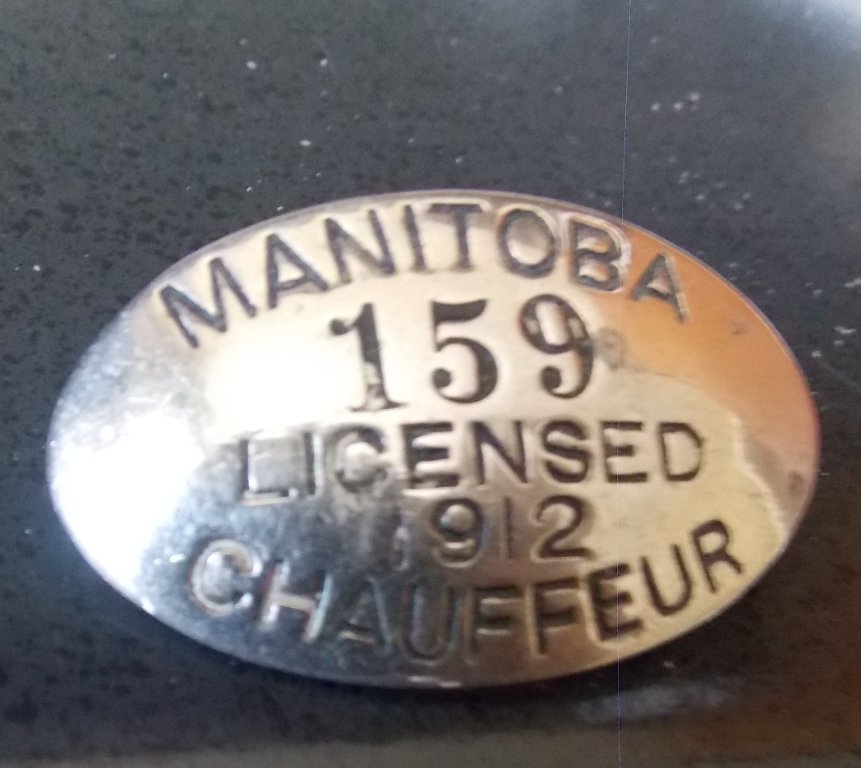 MANITOBA
159
LICENSED
1912
CHAUFFEUR